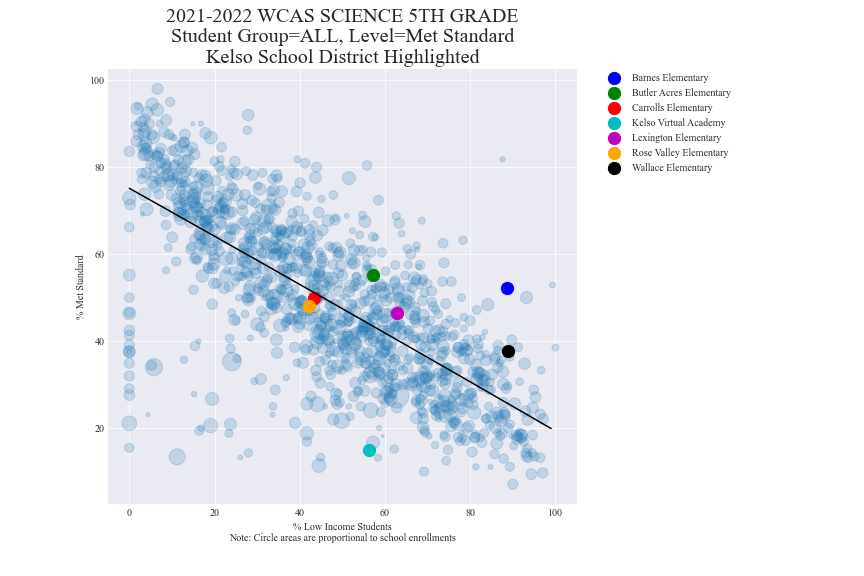 2021-2022 WCAS SCIENCE 5TH GRADE
Student Group=ALL, Level=Met Standard
Kelso School District Highlighted
Barnes Elementary
Butler Acres Elementary
Carrolls Elementary
Kelso Virtual Academy
Lexington Elementary
Rose Valley Elementary
Wallace Elementary
% Met Standard
100
80
60
40
20
0 20 40 60 80 100
% Low Income Students
Note: Circle areas are proportional to school enrollments